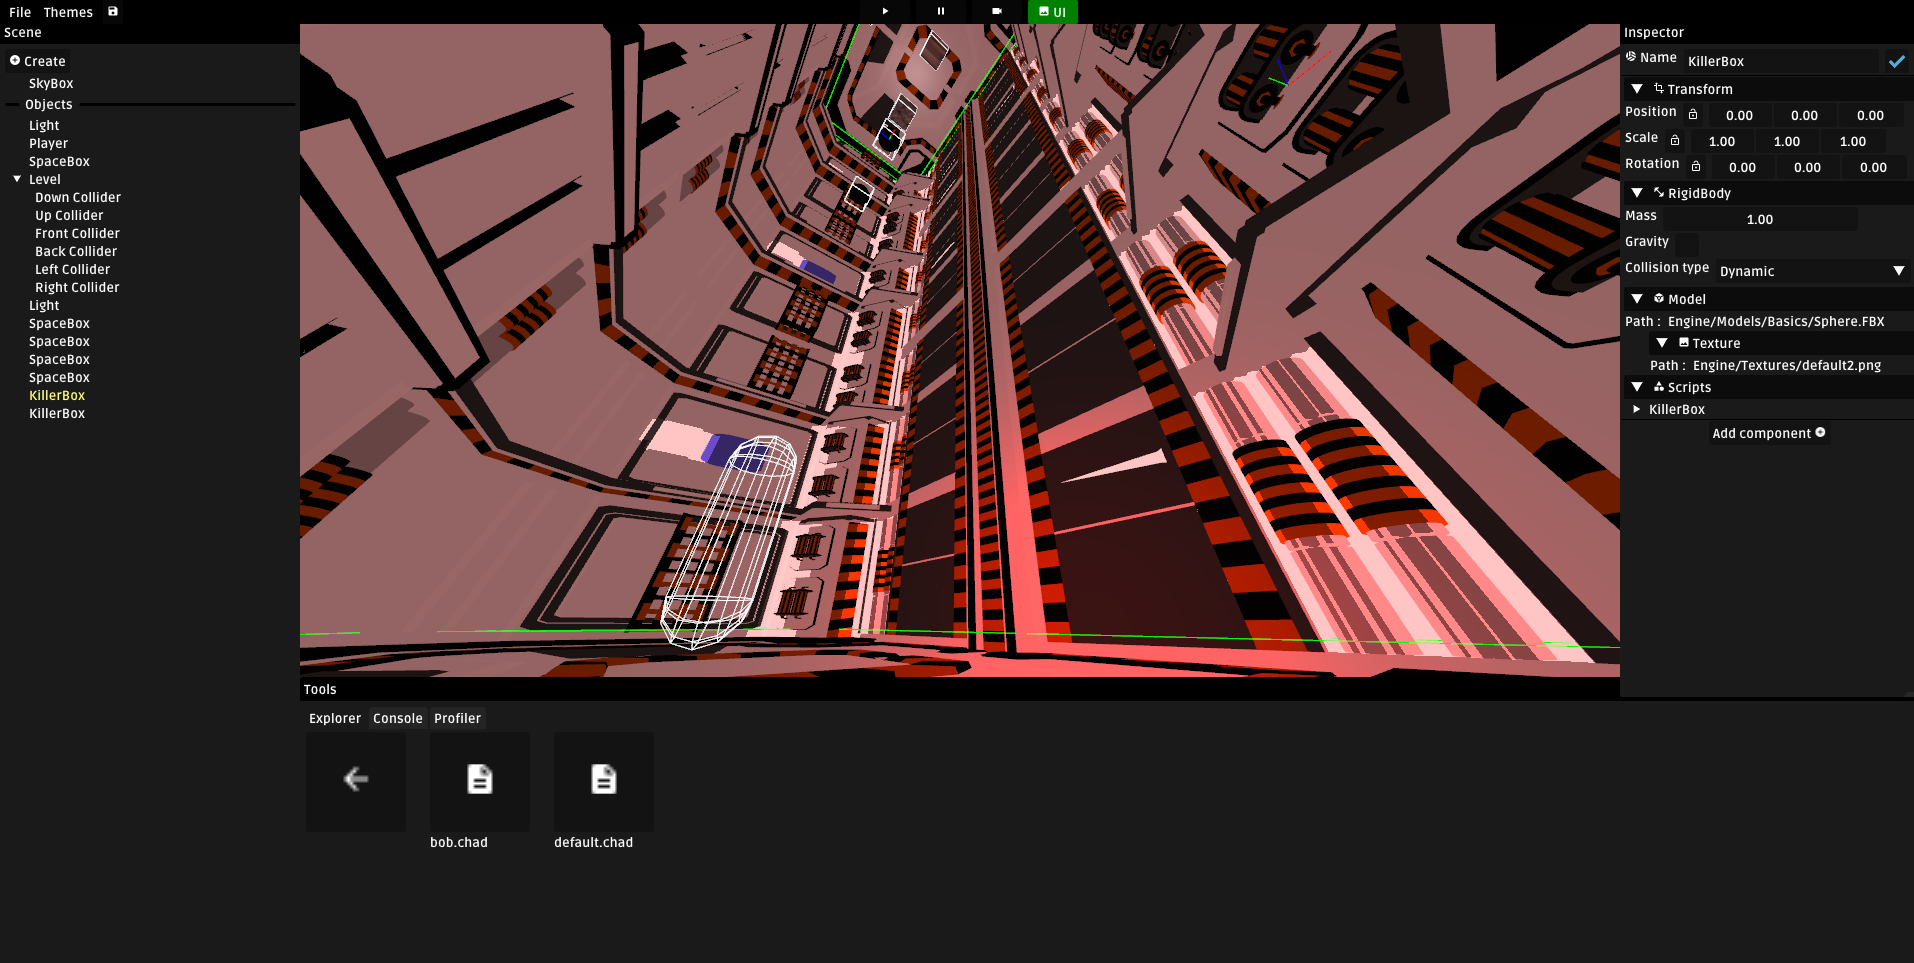 File Themes
UI
Scene
Create
SkyBox
Objects
Light
Player
SpaceBox
Level
Down Collider
Up Collider
Front Collider
Back Collider
Left Collider
Right Collider
Light
SpaceBox
SpaceBox
SpaceBox
SpaceBox
KillerBox
KillerBox
Tools
Explorer Console Profiler
bob.chad default.chad
Inspector
Name KillerBox
Transform
Position 0.00 0.00 0.00
Scale 1.00 1.00 1.00
Rotation 0.00 0.00 0.00
RigidBody
Mass 1.00
Gravity
Collision type Dynamic
Model
Path : Engine/Models/Basics/Sphere.FBX
Texture
Path : Engine/Textures/default2.png
Scripts
KillerBox
Add component